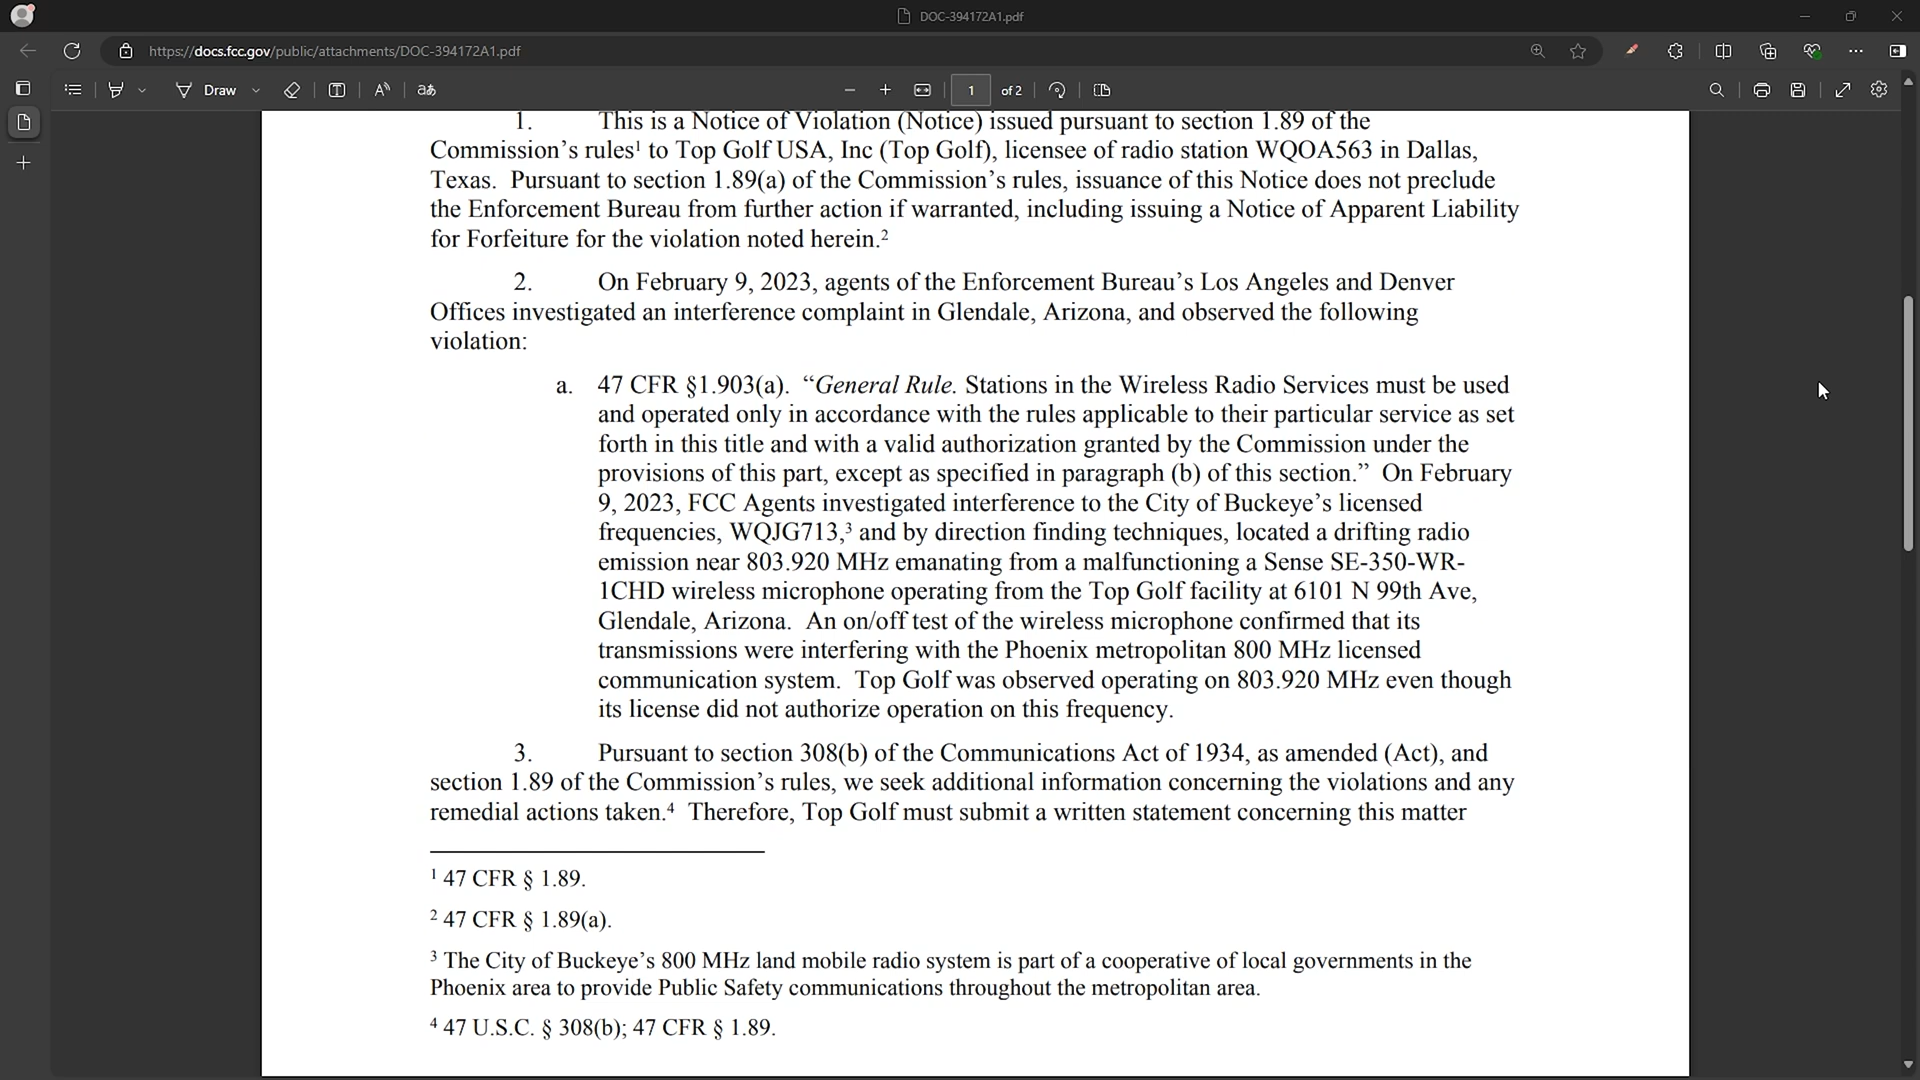 DOC-394172A1.pdf
https://docs.fcc.gov/public/attachments/DOC-394172A1.pdf
Draw
1
of 2
1. This is a Notice of Violation (Notice) issued pursuant to section 1.89 of the
Commission’s rules¹ to Top Golf USA, Inc (Top Golf), licensee of radio station WQOA563 in Dallas,
Texas. Pursuant to section 1.89(a) of the Commission’s rules, issuance of this Notice does not preclude
the Enforcement Bureau from further action if warranted, including issuing a Notice of Apparent Liability
for Forfeiture for the violation noted herein.²
2. On February 9, 2023, agents of the Enforcement Bureau’s Los Angeles and Denver
Offices investigated an interference complaint in Glendale, Arizona, and observed the following
violation:
a. 47 CFR §1.903(a). “General Rule. Stations in the Wireless Radio Services must be used
and operated only in accordance with the rules applicable to their particular service as set
forth in this title and with a valid authorization granted by the Commission under the
provisions of this part, except as specified in paragraph (b) of this section.” On February
9, 2023, FCC Agents investigated interference to the City of Buckeye’s licensed
frequencies, WQJG713,³ and by direction finding techniques, located a drifting radio
emission near 803.920 MHz emanating from a malfunctioning a Sense SE-350-WR-
1CHD wireless microphone operating from the Top Golf facility at 6101 N 99th Ave,
Glendale, Arizona. An on/off test of the wireless microphone confirmed that its
transmissions were interfering with the Phoenix metropolitan 800 MHz licensed
communication system. Top Golf was observed operating on 803.920 MHz even though
its license did not authorize operation on this frequency.
3. Pursuant to section 308(b) of the Communications Act of 1934, as amended (Act), and
section 1.89 of the Commission’s rules, we seek additional information concerning the violations and any
remedial actions taken.⁴ Therefore, Top Golf must submit a written statement concerning this matter
¹ 47 CFR § 1.89.
² 47 CFR § 1.89(a).
³ The City of Buckeye’s 800 MHz land mobile radio system is part of a cooperative of local governments in the
Phoenix area to provide Public Safety communications throughout the metropolitan area.
⁴ 47 U.S.C. § 308(b); 47 CFR § 1.89.